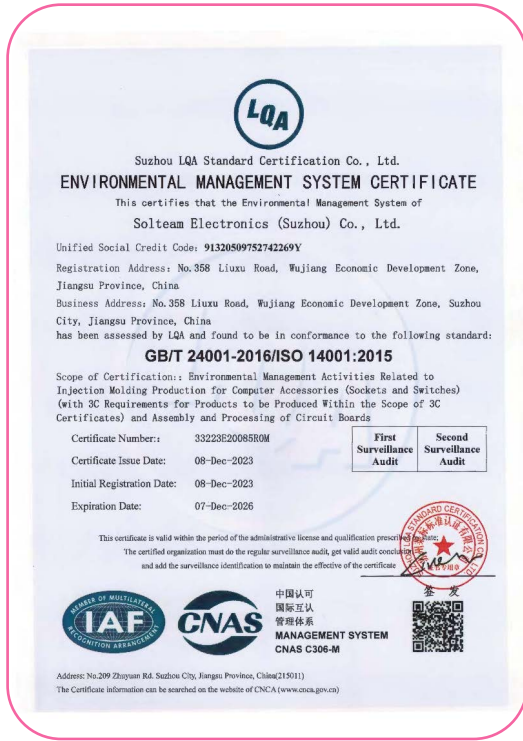 LQA
Suzhou LQA Standard Certification Co., Ltd.
ENVIRONMENTAL MANAGEMENT SYSTEM CERTIFICATE
This certifies that the Environmental Management System of
Solteam Electronics (Suzhou) Co., Ltd.
Unified Social Credit Code: 91320509752742269Y
Registration Address: No.358 Liuxu Road, Wujiang Economic Development Zone,
Jiangsu Province, China
Business Address: No.358 Liuxu Road, Wujiang Economic Development Zone, Suzhou
City, Jiangsu Province, China
has been assessed by LQA and found to be in conformance to the following standard:
GB/T 24001-2016/ISO 14001:2015
Scope of Certification:: Environmental Management Activities Related to
Injection Molding Production for Computer Accessories (Sockets and Switches)
(with 3C Requirements for Products to be Produced Within the Scope of 3C
Certificates) and Assembly and Processing of Circuit Boards
Certificate Number:: 33223E20085R0M
Certificate Issue Date: 08-Dec-2023
Initial Registration Date: 08-Dec-2023
Expiration Date: 07-Dec-2026
First Surveillance Audit
Second Surveillance Audit
This certificate is valid within the period of the administrative license and qualification prescribed by state;
The certified organization must do the regular surveillance audit, get valid audit conclusion
and add the surveillance identification to maintain the effective of the certificate
签 发
MEMBER OF MULTILATERAL
IAF
RECOGNITION ARRANGEMENT
CNAS
中国认可
国际互认
管理体系
MANAGEMENT SYSTEM
CNAS C306-M
Address: No.209 Zhuyuan Rd. Suzhou City, Jiangsu Province, China(215011)
The Certificate information can be searched on the website of CNCA (www.cnca.gov.cn)